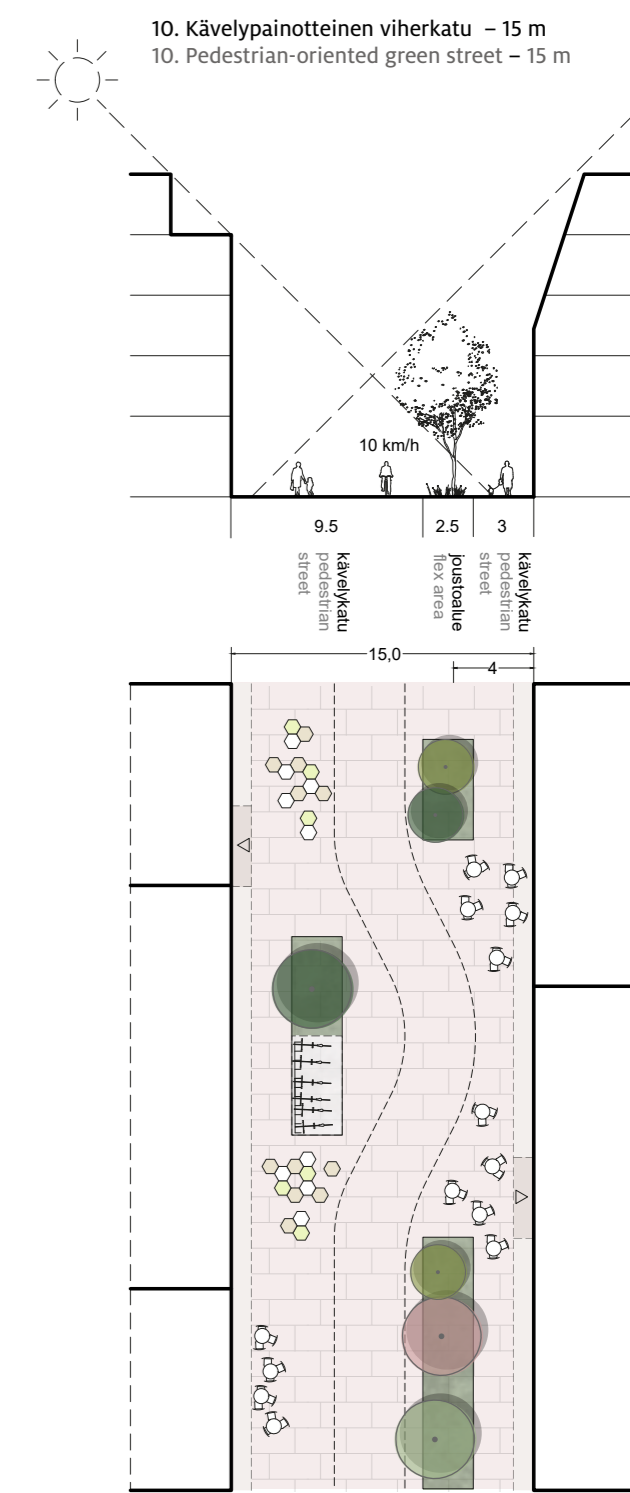 10. Kävelypainotteinen viherkatu – 15 m
10. Pedestrian-oriented green street – 15 m
10 km/h
9.5
2.5
3
kävelykatu
pedestrian
street
joustoalue
flex area
kävelykatu
pedestrian
street
15,0
4